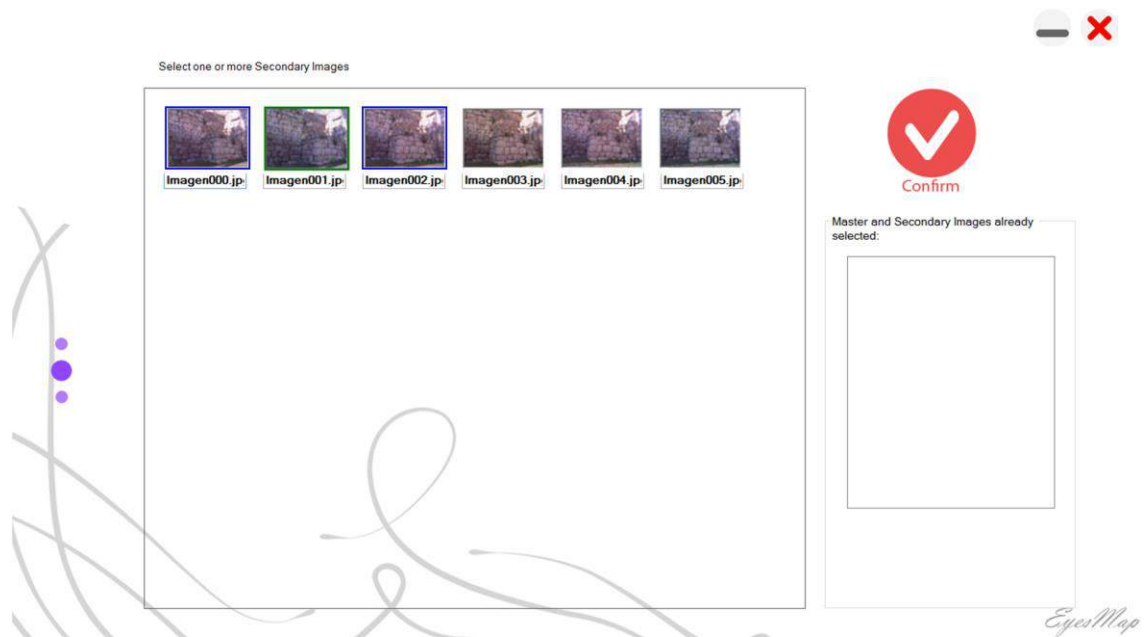 Select one or more Secondary Images
Imagen000.jp
Imagen001.jp
Imagen002.jp
Imagen003.jp
Imagen004.jp
Imagen005.jp
Confirm
Master and Secondary Images already
selected:
EyesMap